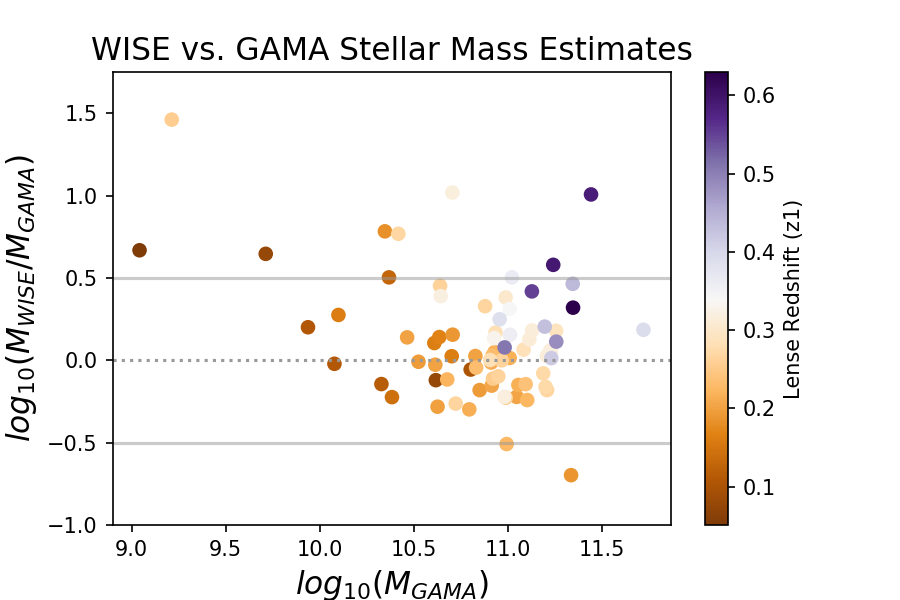 WISE vs. GAMA Stellar Mass Estimates
1.5
1.0
0.5
0.0
−0.5
−1.0
log10(MWISE/MGAMA)
9.0 9.5 10.0 10.5 11.0 11.5
log10(MGAMA)
0.6
0.5
0.4
0.3
0.2
0.1
Lense Redshift (z1)